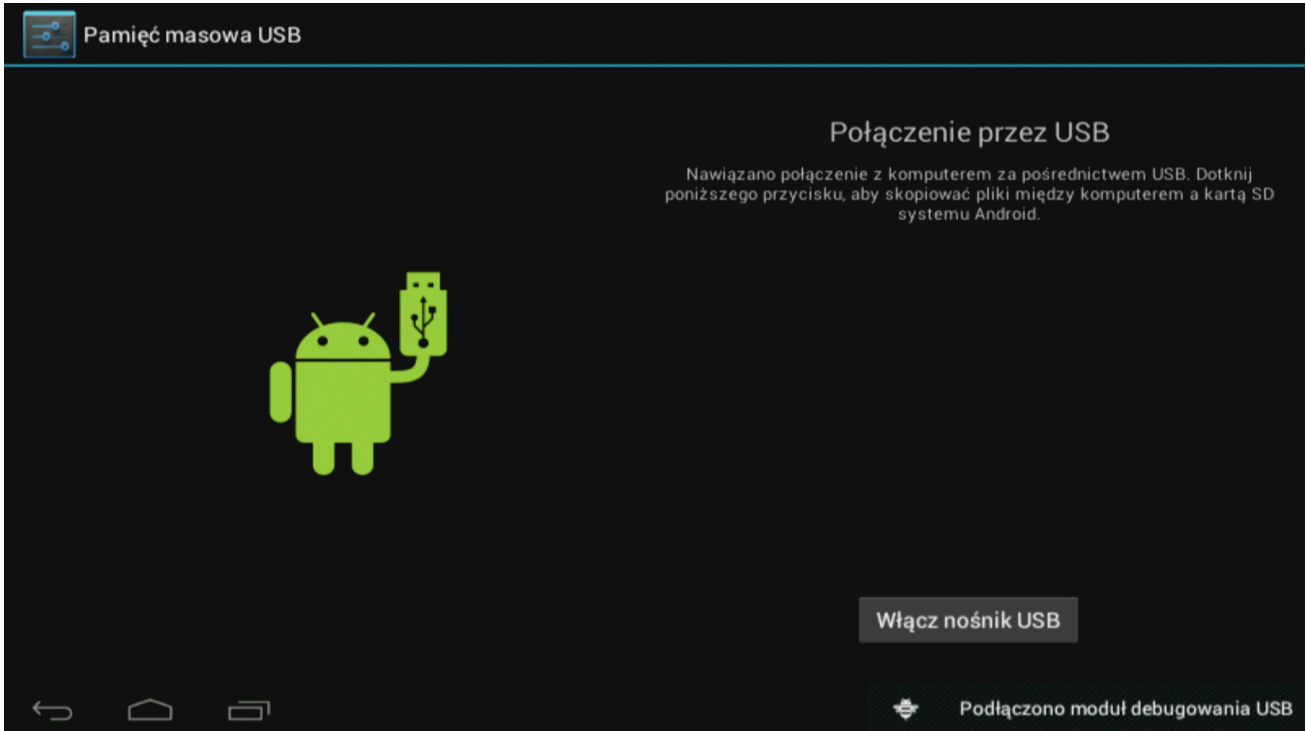 Pamięć masowa USB
Połączenie przez USB
Nawiązano połączenie z komputerem za pośrednictwem USB. Dotknij
poniższego przycisku, aby skopiować pliki między komputerem a kartą SD
systemu Android.
Włącz nośnik USB
Podłączono moduł debugowania USB